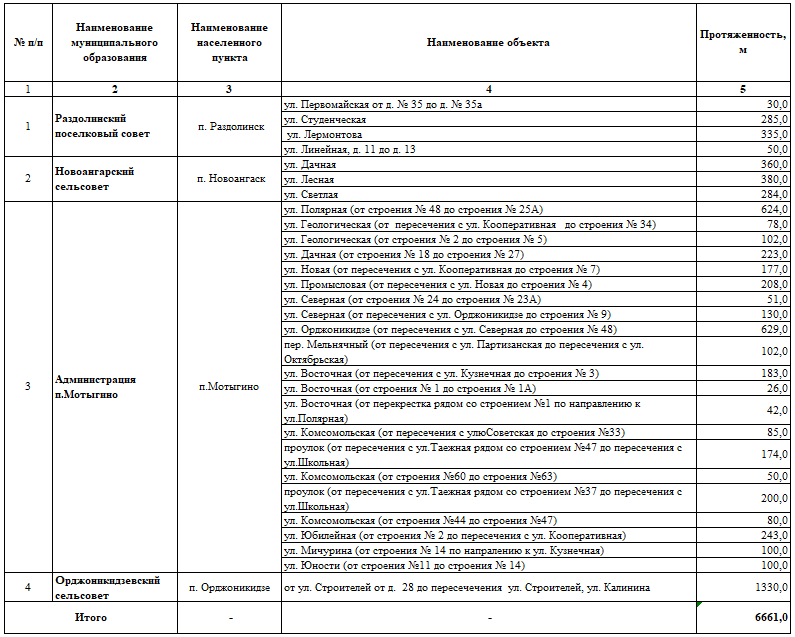 № п/п
Наименование
муниципального
образования
Наименование
населенного
пункта
Наименование объекта
Протяженность,
м
1 2 3 4 5
1
Раздолинский
поселковый совет
п. Раздолинск
ул. Первомайская от д. № 35 до д. № 35а 30,0
ул. Студенческая 285,0
ул. Лермонтова 335,0
ул. Линейная, д. 11 до д. 13 50,0
2
Новоангарский
сельсовет
п. Новоангаск
ул. Дачная 360,0
ул. Лесная 380,0
ул. Светлая 284,0
3
Администрация
п.Мотыгино
п.Мотыгино
ул. Полярная (от строения № 48 до строения № 25А) 624,0
ул. Геологическая (от пересечения с ул. Кооперативная до строения № 34) 78,0
ул. Геологическая (от строения № 2 до строения № 5) 102,0
ул. Дачная (от строения № 18 до строения № 27) 223,0
ул. Новая (от пересечения с ул. Кооперативная до строения № 7) 177,0
ул. Промысловая (от пересечения с ул. Новая до строения № 4) 208,0
ул. Северная (от строения № 24 до строения № 23А) 51,0
ул. Северная (от пересечения с ул. Орджоникидзе до строения № 9) 130,0
ул. Орджоникидзе (от пересечения с ул. Северная до строения № 48) 629,0
пер. Мельнячный (от пересечения с ул. Партизанская до пересечения с ул.
Октябрьская) 102,0
ул. Восточная (от пересечения с ул. Кузнечная до строения № 3) 183,0
ул. Восточная (от строения № 1 до строения № 1А) 26,0
ул. Восточная (от перекрестка рядом со строением №1 по направлению к
ул.Полярная) 42,0
ул. Комсомольская (от пересечения с улюСоветская до строения №33) 85,0
проулок (от пересечения с ул.Таежная рядом со строением №47 до пересечения с
ул.Школьная) 174,0
ул. Комсомольская (от строения №60 до строения №63) 50,0
проулок (от пересечения с ул.Таежная рядом со строением №37 до пересечения с
ул.Школьная) 200,0
ул. Комсомольская (от строения №44 до строения №47) 80,0
ул. Юбилейная (от строения № 2 до пересечения с ул. Кооперативная) 243,0
ул. Мичурина (от строения № 14 по напралению к ул. Кузнечная) 100,0
ул. Юности (от строения №11 до строения № 14) 100,0
4
Орджоникидзевский
сельсовет
п. Орджоникидзе
от ул. Строителей от д. 28 до пересечечения ул. Строителей, ул. Калинина 1330,0
Итого - - 6661,0